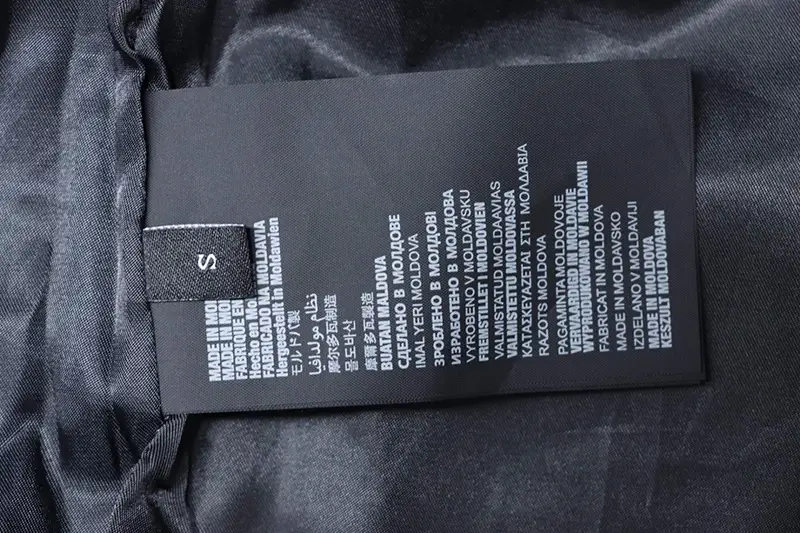 S
MADE IN
MADE IN
FABRIQUE EN
Hecho en
FABRICADO NA MOLDAVIA
Hergeestellt in Moldawien
モルドバ製
نظام مولدافيا
摩尔多瓦制造
몰도바산
摩爾多瓦製造
BUATAN MALDOVA
СДЕЛАНО В МОЛДОВЕ
IMAL YERI MOLDOVA
ЗРОБЛЕНО В МОЛДОВІ
ИЗРАБОТЕНО В МОЛДОВА
VYROBENO V MOLDAVSKU
FREMSTILLET I MOLDOVIEN
VALMISTATUD MOLDAAVIAS
VALMISTETTU MOLDOVASSA
ΚΑΤΑΣΚΕΥΑΖΕΤΑΙ ΣΤΗ ΜΟΛΔΑΒΙΑ
RAZOTS MOLDOVA
PAGAMINTA MOLDOVOJE
VERVAARDIGD IN MOLDAVIE
WYPRODUKOWANO W MOLDAWII
FABRICAT IN MOLDOVA
MADE IN MOLDAVSKO
IZDELANO V MOLDAVIJI
MADE IN MOLDOVA
KESZULT MOLDOVABAN